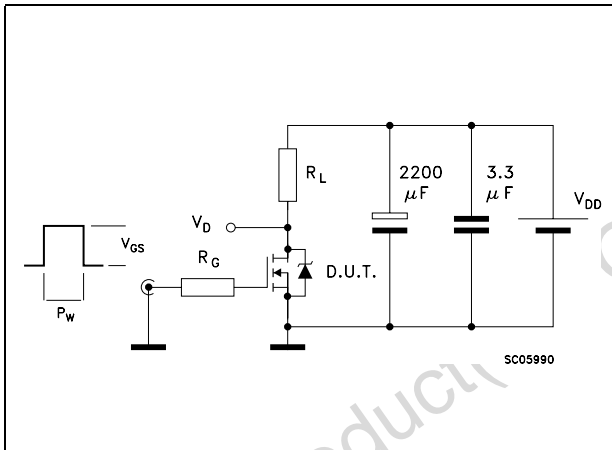 R_L
2200
µF
3.3
µF
V_DD
V_D
V_GS
R_G
D.U.T.
P_W
SC05990